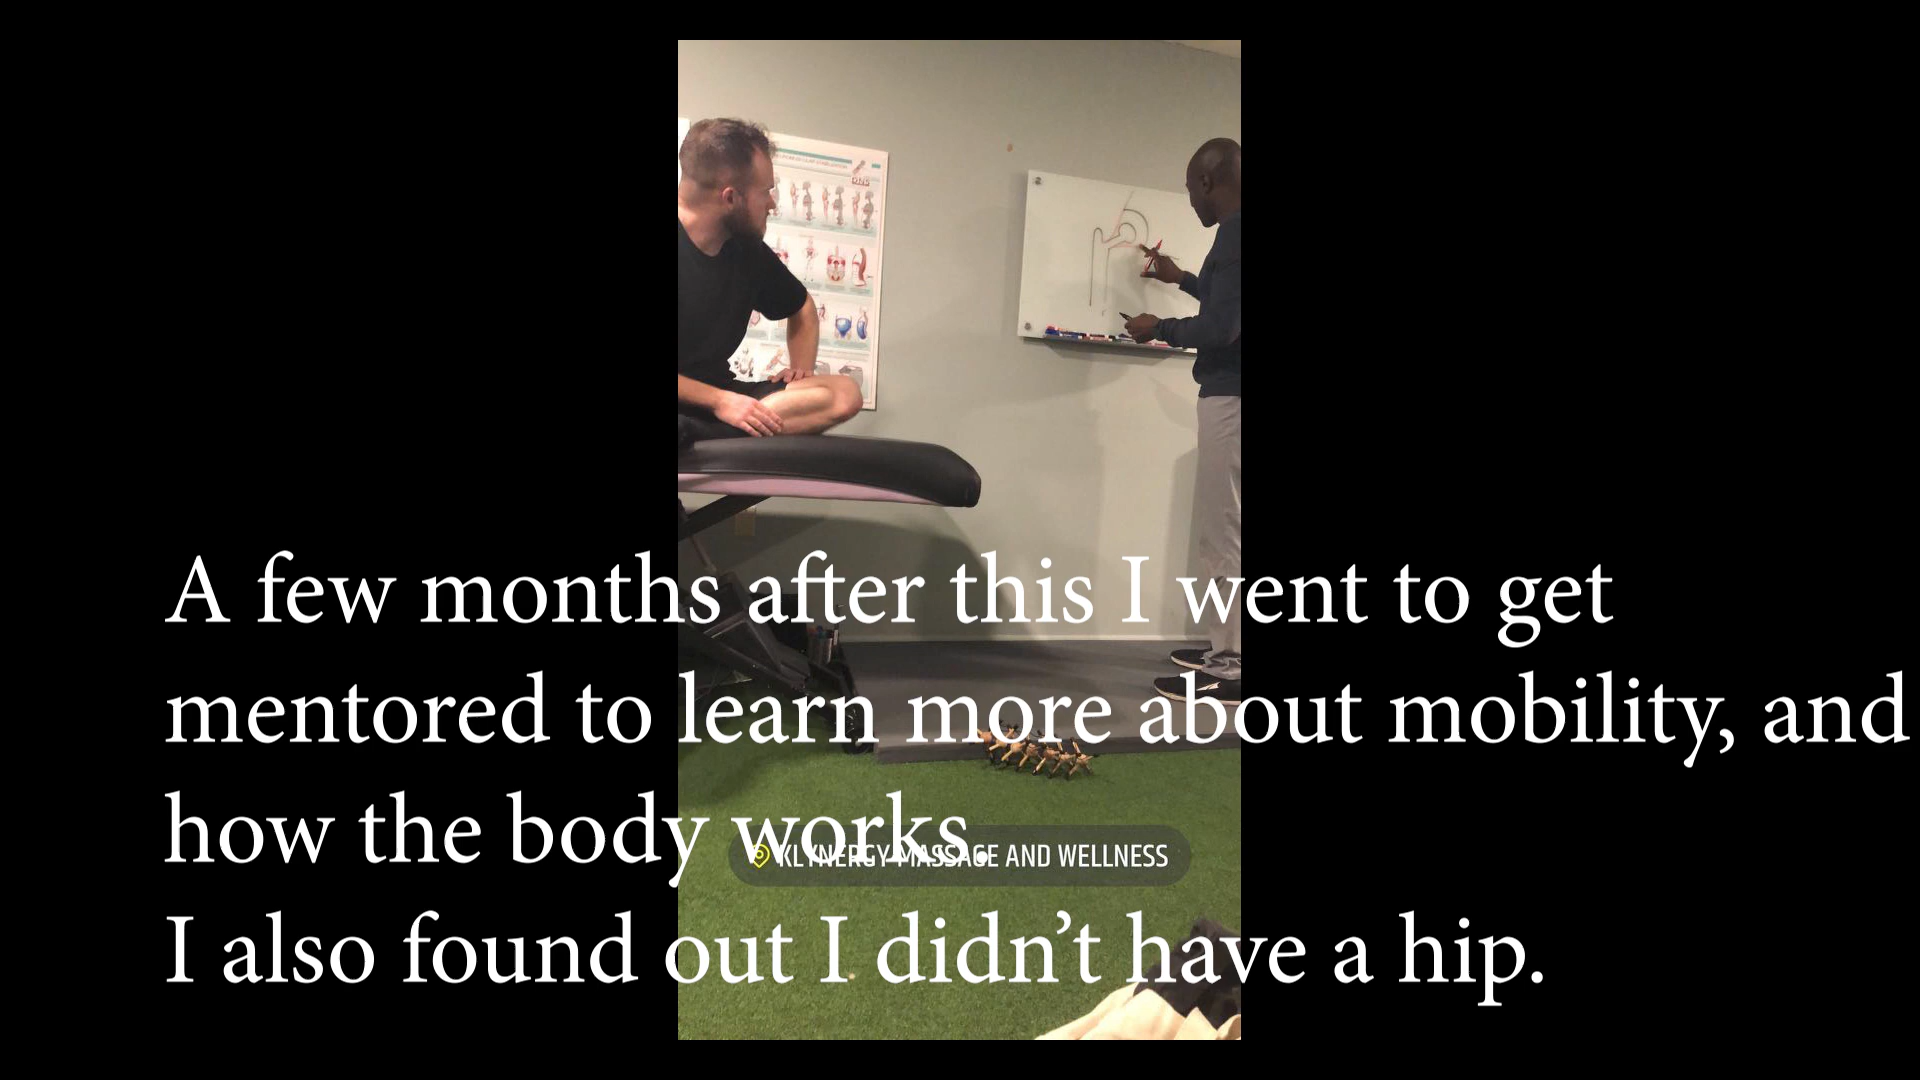 A few months after this I went to get
mentored to learn more about mobility, and
how the body works.
KLYNERGY MASSAGE AND WELLNESS
I also found out I didn’t have a hip.